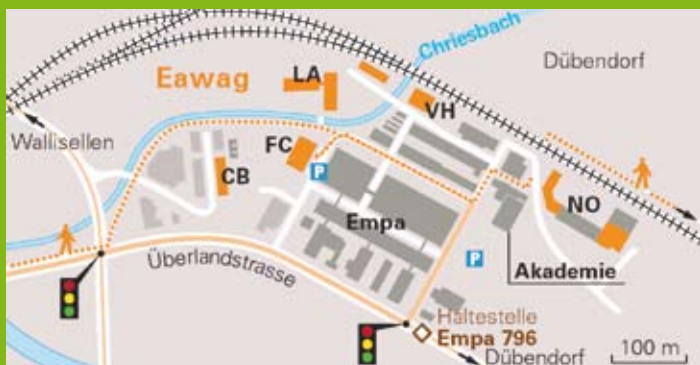 Chriesbach
Dübendorf
Eawag
LA
VH
Wallisellen
FC
P
CB
NO
Empa
P
Akademie
Überlandstrasse
Haltestelle
Empa 796
Dübendorf
100 m